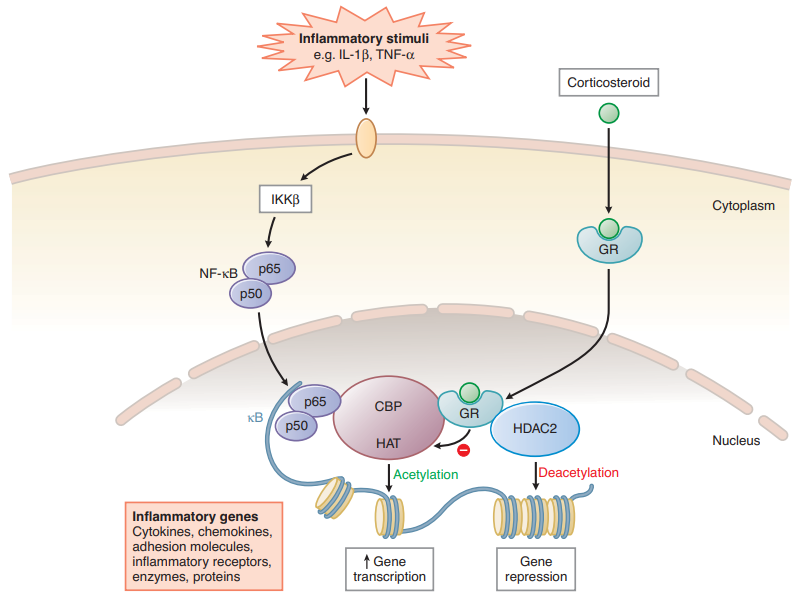 Inflammatory stimuli
e.g. IL-1β, TNF-α
Corticosteroid
IKKβ
Cytoplasm
GR
NF-κB
p65
p50
κB
p65
p50
CBP
HAT
GR
HDAC2
Nucleus
−
Acetylation
Deacetylation
Inflammatory genes
Cytokines, chemokines,
adhesion molecules,
inflammatory receptors,
enzymes, proteins
↑ Gene
transcription
Gene
repression